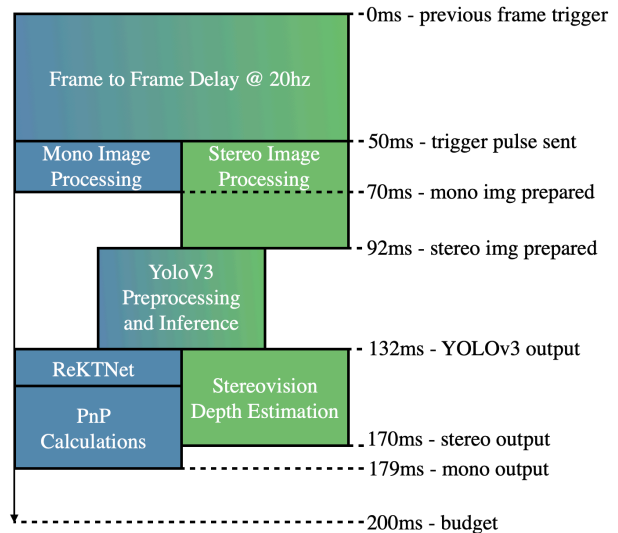 0ms - previous frame trigger
Frame to Frame Delay @ 20hz
50ms - trigger pulse sent
Mono Image
Processing
Stereo Image
Processing
70ms - mono img prepared
92ms - stereo img prepared
YoloV3
Preprocessing
and Inference
132ms - YOLOv3 output
ReKTNet
Stereovision
Depth Estimation
PnP
Calculations
170ms - stereo output
179ms - mono output
200ms - budget